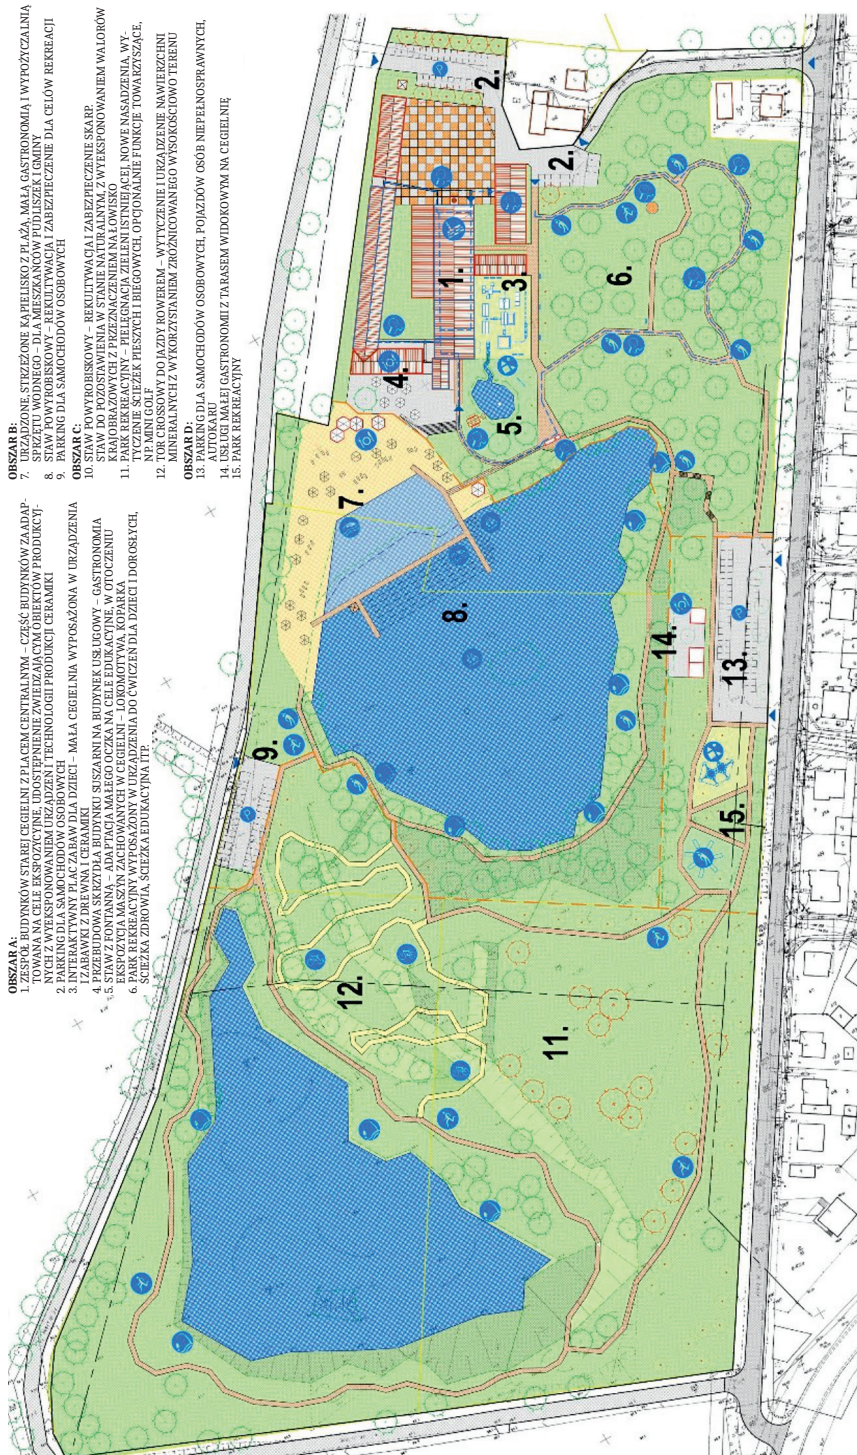 OBSZAR A:
1. ZESPÓŁ BUDYNKÓW STAREJ CEGIELNI Z PLACEM CENTRALNYM – CZĘŚĆ BUDYNKÓW ZAADAP-
TOWANA NA CELE EKSPOZYCYJNE, UDOSTĘPNIENIE ZWIEDZAJĄCYM OBIEKTÓW PRODUKCYJ-
NYCH Z WYEKSPONOWANIEM URZĄDZEŃ I TECHNOLOGII PRODUKCJI CERAMIKI
2. PARKING DLA SAMOCHODÓW OSOBOWYCH
3. INTERAKTYWNY PLAC ZABAW DLA DZIECI – MAŁA CEGIELNIA WYPOSAŻONA W URZĄDZENIA
I ZABAWKI Z DREWNA I CERAMIKI
4. PRZEBUDOWA SKRZYDŁA BUDYNKU SUSZARNI NA BUDYNEK USŁUGOWY – GASTRONOMIA
5. STAW Z FONTANNĄ – ADAPTACJA MAŁEGO OCZKA NA CELE EDUKACYJNE, W OTOCZENIU
EKSPOZYCJA MASZYN ZACHOWANYCH W CEGIELNI – LOKOMOTYWA, KOPARKA
6. PARK REKREACYJNY WYPOSAŻONY W URZĄDZENIA DO ĆWICZEŃ DLA DZIECI I DOROSŁYCH,
ŚCIEŻKA ZDROWIA, ŚCIEŻKA EDUKACYJNA ITP.
OBSZAR B:
7. URZĄDZONE, STRZEŻONE KĄPIELISKO Z PLAŻĄ, MAŁĄ GASTRONOMIĄ I WYPOŻYCZALNIĄ
SPRZĘTU WODNEGO – DLA MIESZKAŃCÓW PUDLISZEK I GMINY
8. STAW POWYROBISKOWY – REKULTYWACJA I ZABEZPIECZENIE DLA CELÓW REKREACJI
9. PARKING DLA SAMOCHODÓW OSOBOWYCH
OBSZAR C:
10. STAW POWYROBISKOWY – REKULTYWACJA I ZABEZPIECZENIE SKARP.
STAW DO POZOSTAWIENIA W STANIE NATURALNYM, Z WYEKSPONOWANIEM WALORÓW
KRAJOBRAZOWYCH Z PRZEZNACZENIEM NA ŁOWISKO
11. PARK REKREACYJNY – PIELĘGNACJA ZIELENI ISTNIEJĄCEJ, NOWE NASADZENIA, WY-
TYCZENIE ŚCIEŻEK PIESZYCH I BIEGOWYCH, OPCJONALNIE FUNKCJE TOWARZYSZĄCE,
NP. MINI GOLF
12. TOR CROSSOWY DO JAZDY ROWEREM – WYTYCZENIE I URZĄDZENIE NAWIERZCHNI
MINERALNYCH Z WYKORZYSTANIEM ZRÓŻNICOWANEGO WYSOKOŚCIOWO TERENU
OBSZAR D:
13. PARKING DLA SAMOCHODÓW OSOBOWYCH, POJAZDÓW OSÓB NIEPEŁNOSPRAWNYCH,
AUTOKARU
14. USŁUGI MAŁEJ GASTRONOMII Z TARASEM WIDOKOWYM NA CEGIELNIĘ
15. PARK REKREACYJNY
2.
1.
2.
4.
3.
5.
6.
7.
8.
9.
14.
13.
12.
15.
11.